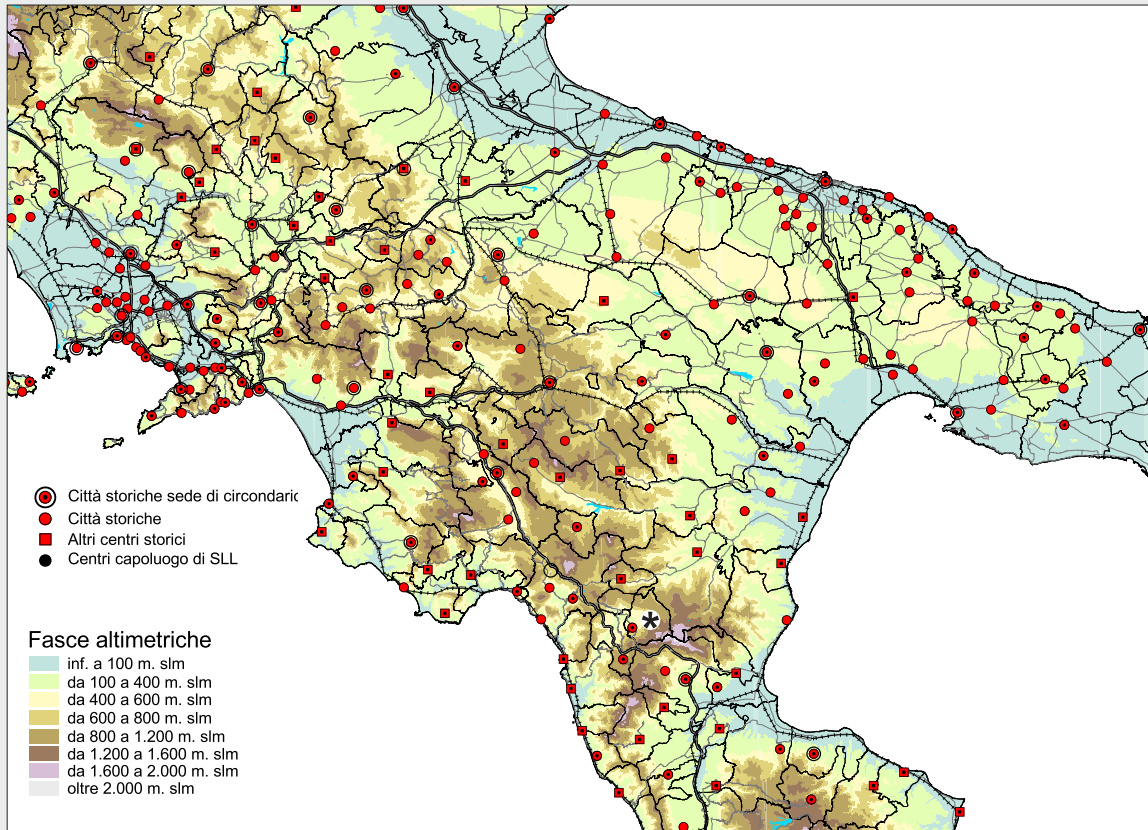 Città storiche sede di circondaric
Città storiche
Altri centri storici
Centri capoluogo di SLL
*
Fasce altimetriche
inf. a 100 m. slm
da 100 a 400 m. slm
da 400 a 600 m. slm
da 600 a 800 m. slm
da 800 a 1.200 m. slm
da 1.200 a 1.600 m. slm
da 1.600 a 2.000 m. slm
oltre 2.000 m. slm